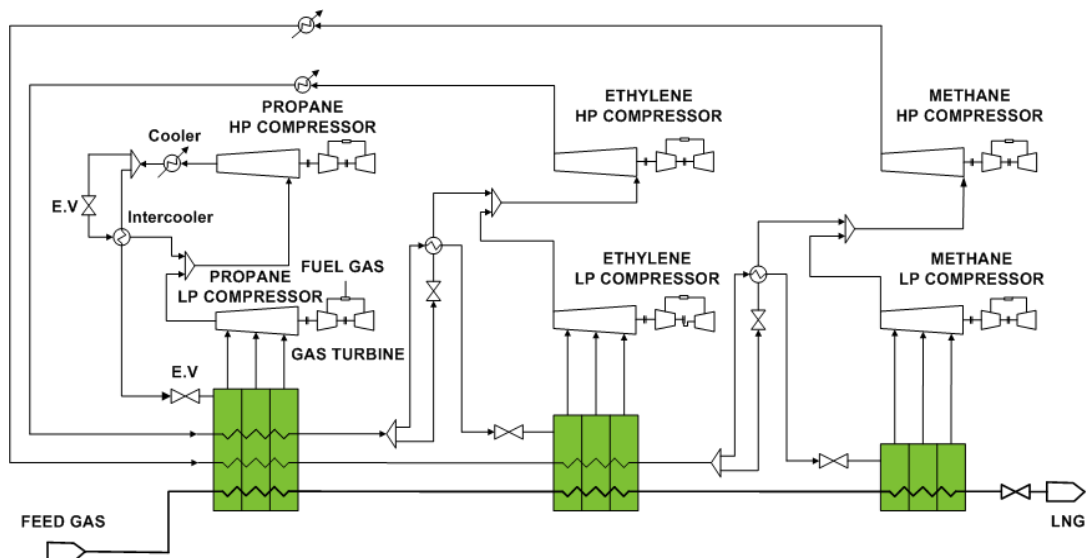 PROPANE
HP COMPRESSOR
Cooler
ETHYLENE
HP COMPRESSOR
METHANE
HP COMPRESSOR
E.V
Intercooler
PROPANE
LP COMPRESSOR
FUEL GAS
GAS TURBINE
ETHYLENE
LP COMPRESSOR
METHANE
LP COMPRESSOR
E.V
FEED GAS
LNG